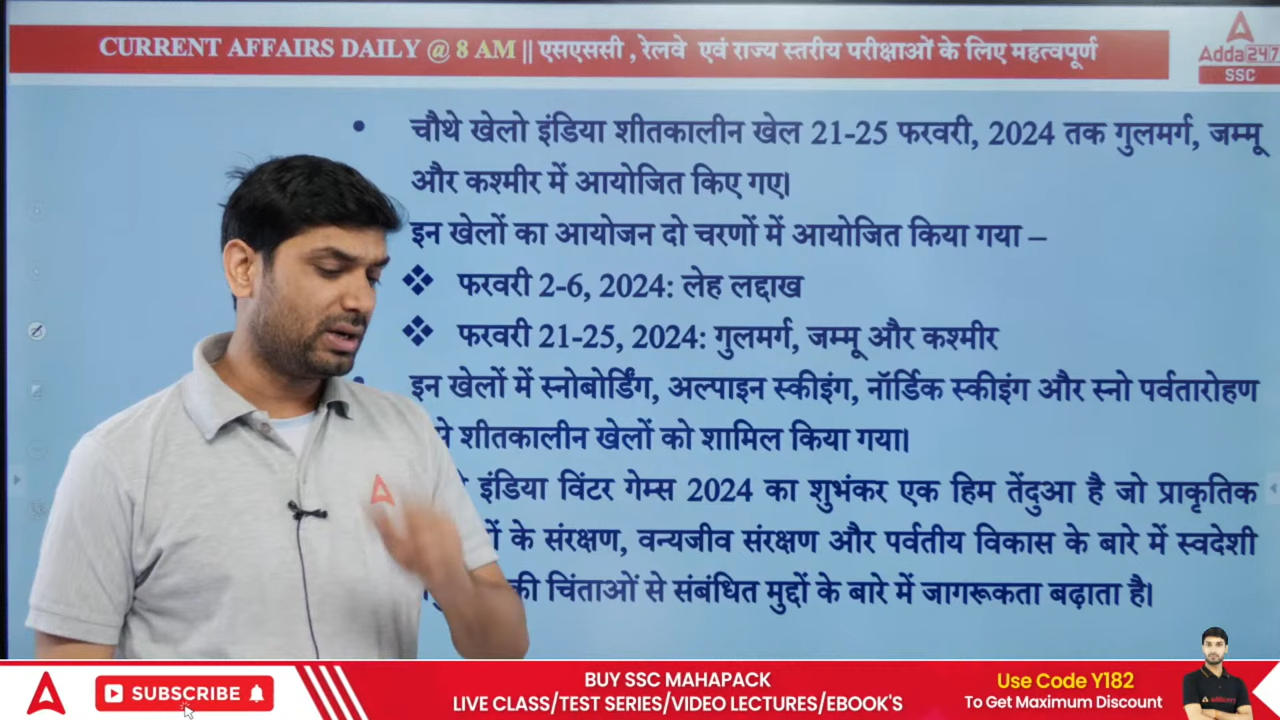 CURRENT AFFAIRS DAILY @ 8 AM || एसएससी , रेलवे एवं राज्य स्तरीय परीक्षाओं के लिए महत्वपूर्ण
Adda247
SSC
• चौथे खेलो इंडिया शीतकालीन खेल 21-25 फरवरी, 2024 तक गुलमर्ग, जम्मू
और कश्मीर में आयोजित किए गए।
इन खेलों का आयोजन दो चरणों में आयोजित किया गया –
❖ फरवरी 2-6, 2024: लेह लद्दाख
❖ फरवरी 21-25, 2024: गुलमर्ग, जम्मू और कश्मीर
इन खेलों में स्नोबोर्डिंग, अल्पाइन स्कीइंग, नॉर्डिक स्कीइंग और स्नो पर्वतारोहण
शीतकालीन खेलों को शामिल किया गया।
इंडिया विंटर गेम्स 2024 का शुभंकर एक हिम तेंदुआ है जो प्राकृतिक
के संरक्षण, वन्यजीव संरक्षण और पर्वतीय विकास के बारे में स्वदेशी
की चिंताओं से संबंधित मुद्दों के बारे में जागरूकता बढ़ाता है।
SUBSCRIBE
BUY SSC MAHAPACK
LIVE CLASS/TEST SERIES/VIDEO LECTURES/EBOOK'S
Use Code Y182
To Get Maximum Discount